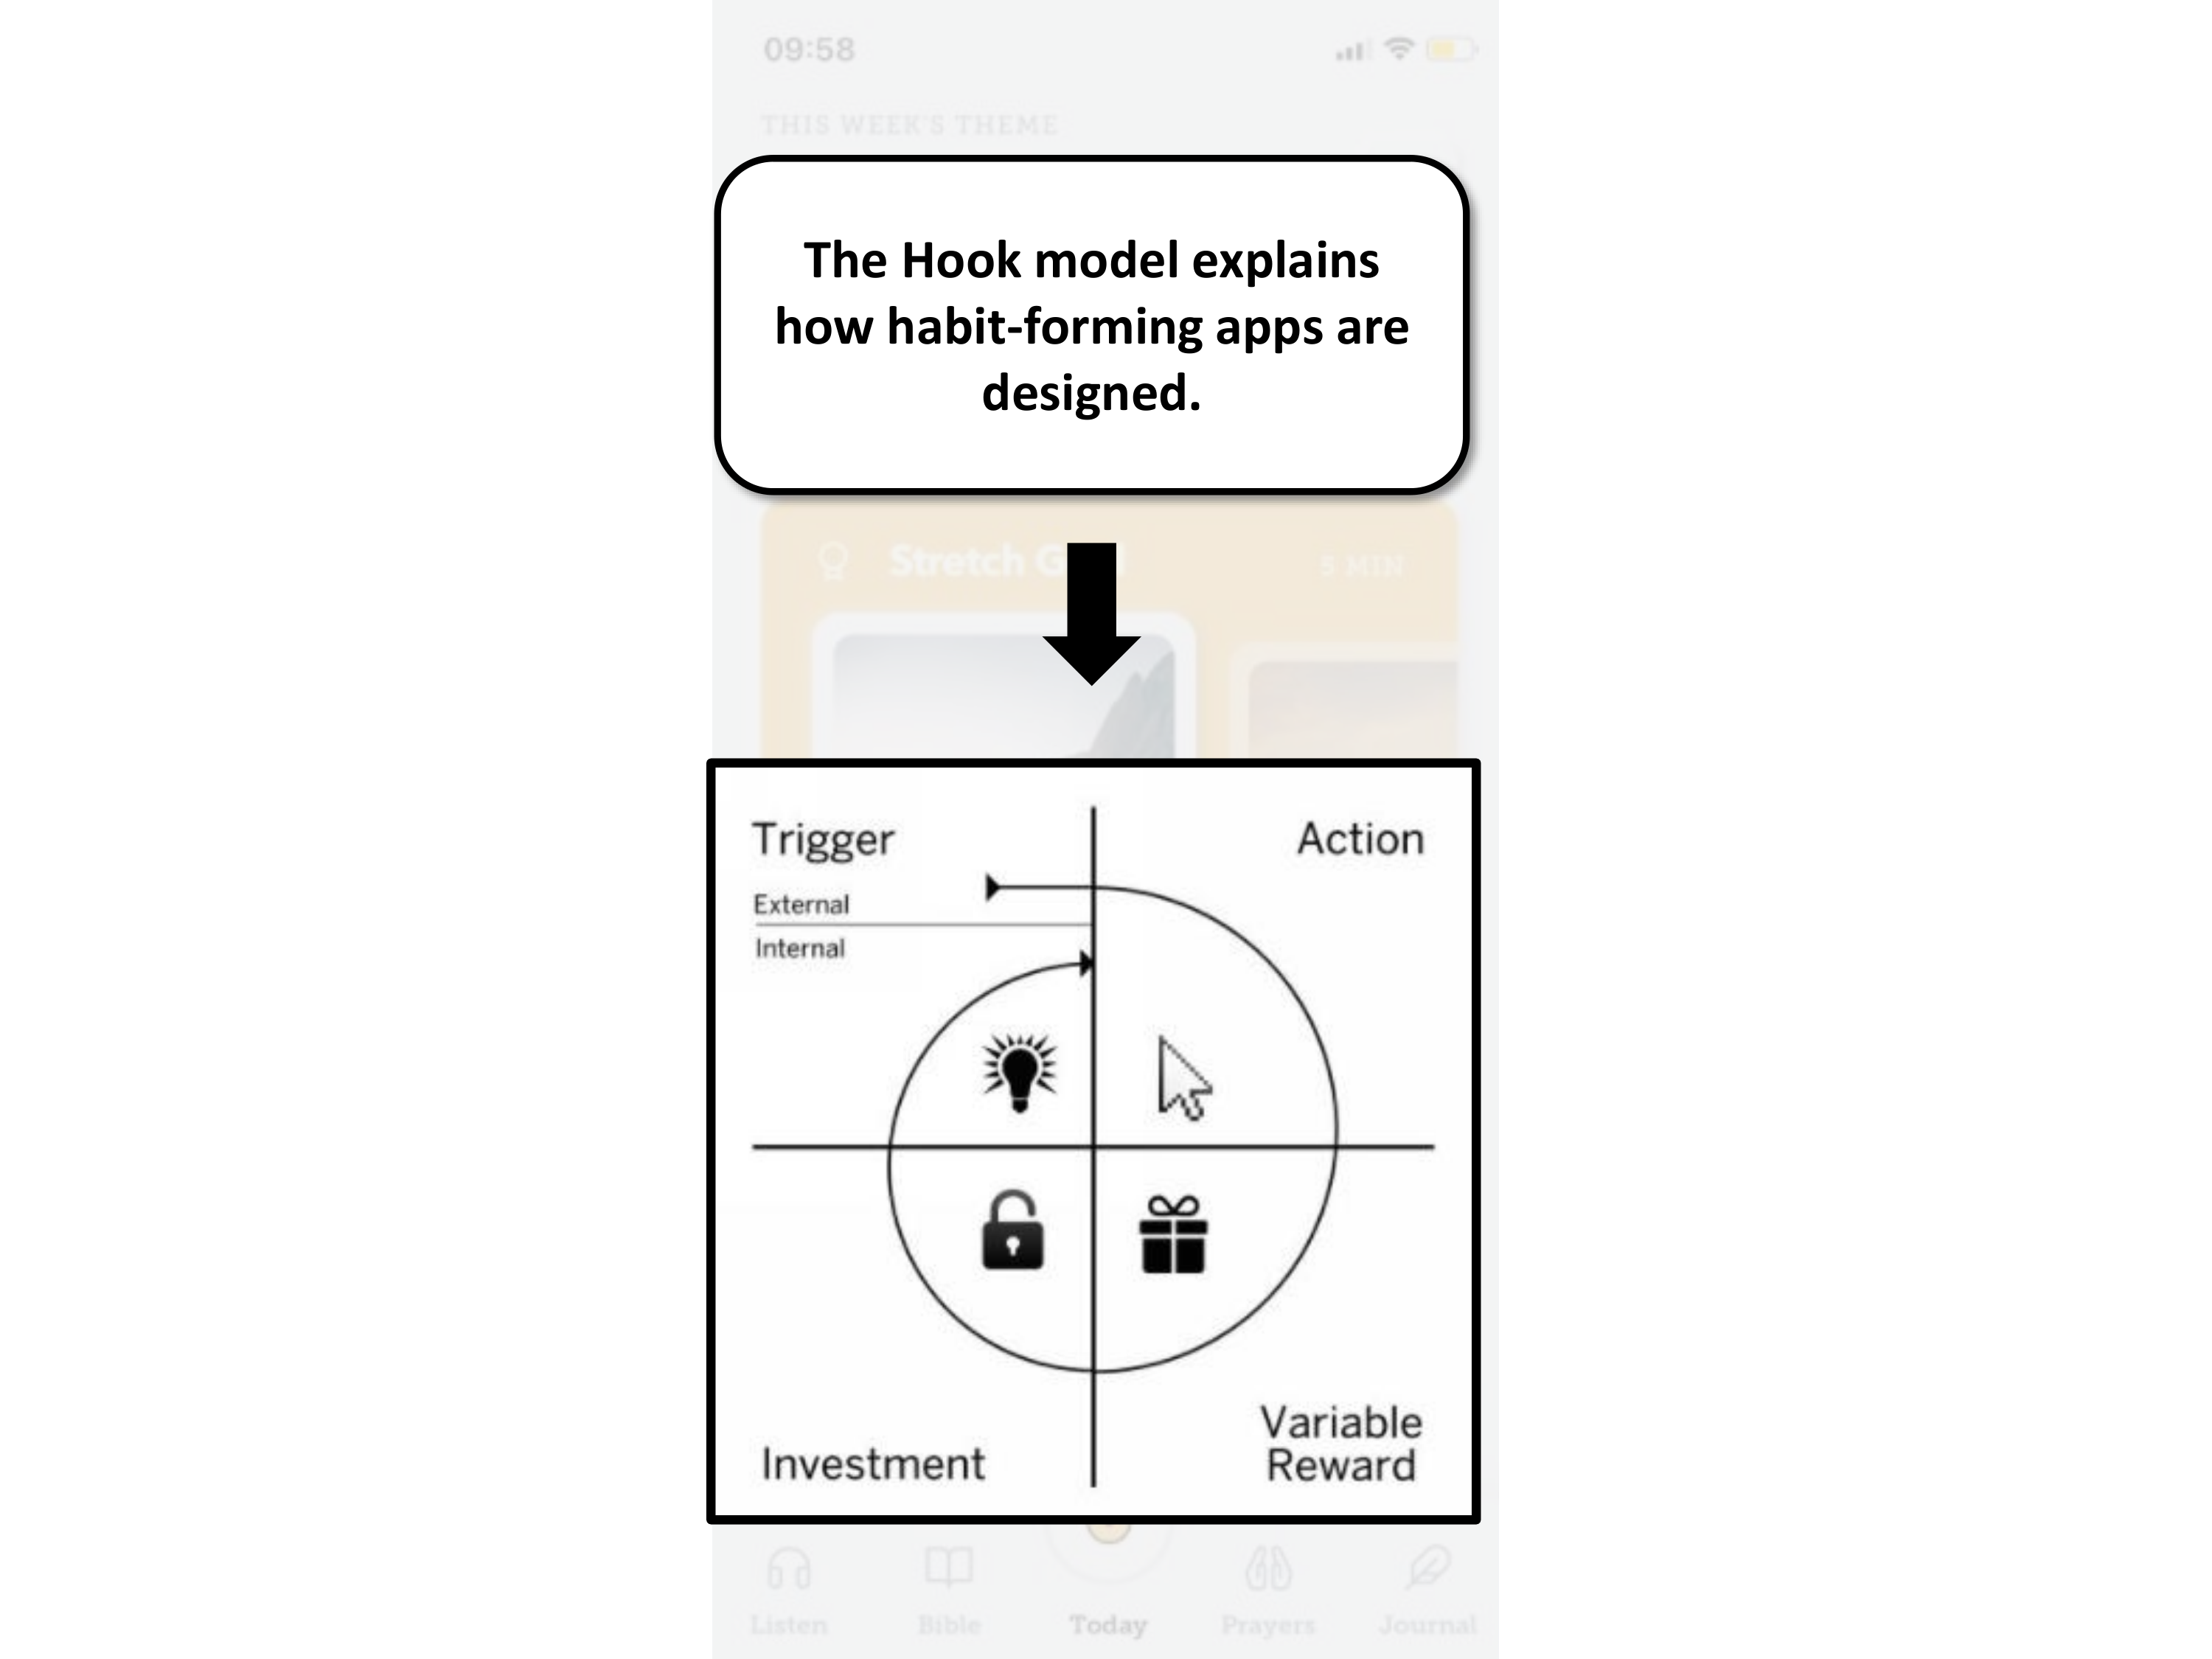 09:58
THIS WEEK'S THEME
The Hook model explains
how habit-forming apps are
designed.
Stretch
5 MIN
Trigger
Action
External
Internal
Investment
Variable
Reward
Listen
Bible
Today
Prayers
Journal